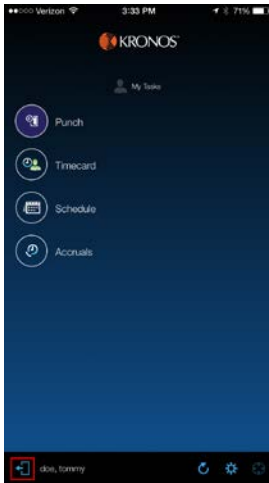 ●●○○○ Verizon 3:33 PM 71%
KRONOS
My Tasks
Punch
Timecard
Schedule
Accruals
doe, tommy